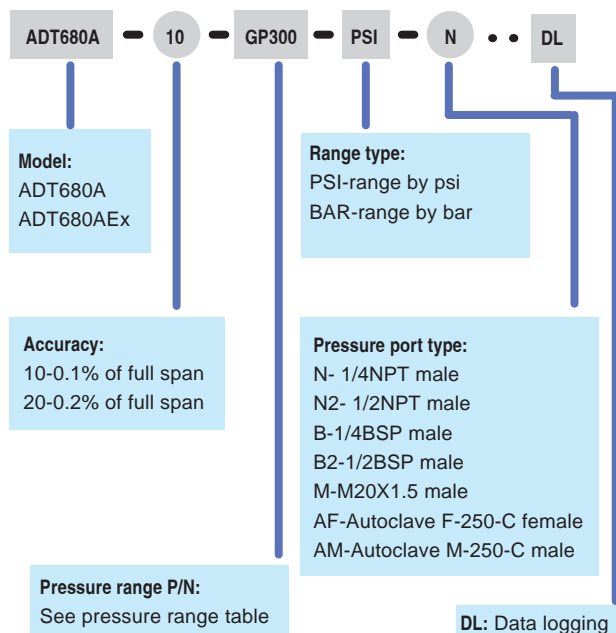 ADT680A - 10 - GP300 - PSI - N • • DL
Model:
ADT680A
ADT680AEx
Range type:
PSI-range by psi
BAR-range by bar
Accuracy:
10-0.1% of full span
20-0.2% of full span
Pressure port type:
N- 1/4NPT male
N2- 1/2NPT male
B-1/4BSP male
B2-1/2BSP male
M-M20X1.5 male
AF-Autoclave F-250-C female
AM-Autoclave M-250-C male
Pressure range P/N:
See pressure range table
DL: Data logging